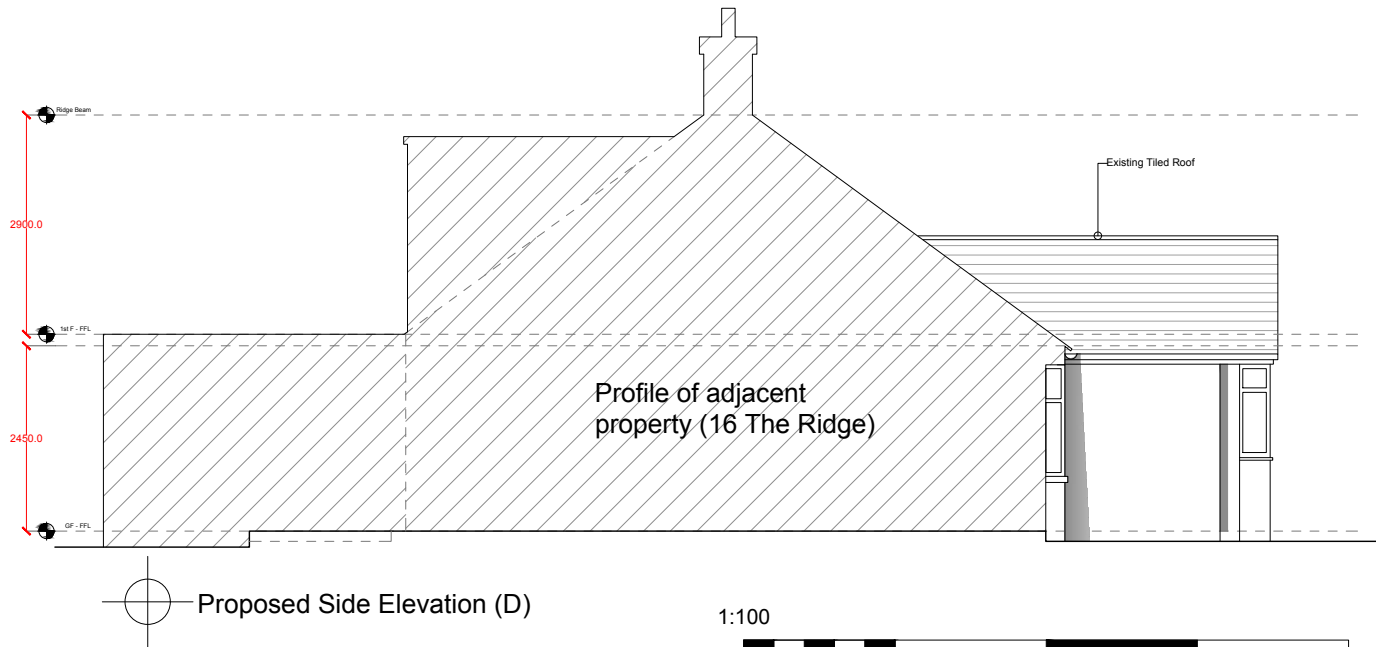 Ridge Beam
Existing Tiled Roof
2900.0
1st F - FFL
Profile of adjacent
property (16 The Ridge)
2450.0
GF - FFL
Proposed Side Elevation (D)
1:100